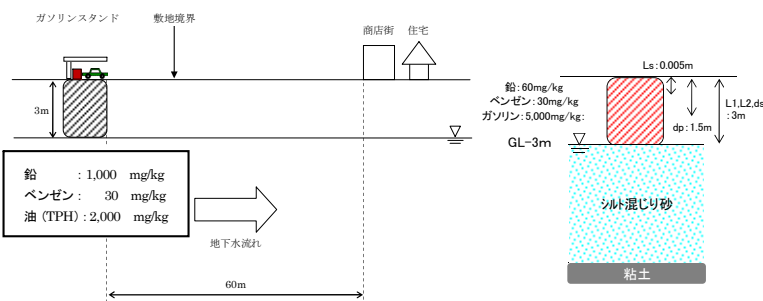 ガソリンスタンド
敷地境界
商店街
住宅
3m
鉛 : 1,000 mg/kg
ベンゼン : 30 mg/kg
油 (TPH) : 2,000 mg/kg
地下水流れ
60m
Ls : 0.005m
鉛 : 60mg/kg
ベンゼン : 30mg/kg
ガソリン : 5,000mg/kg:
L1,L2,ds
: 3m
dp : 1.5m
GL-3m
シルト混じり砂
粘土